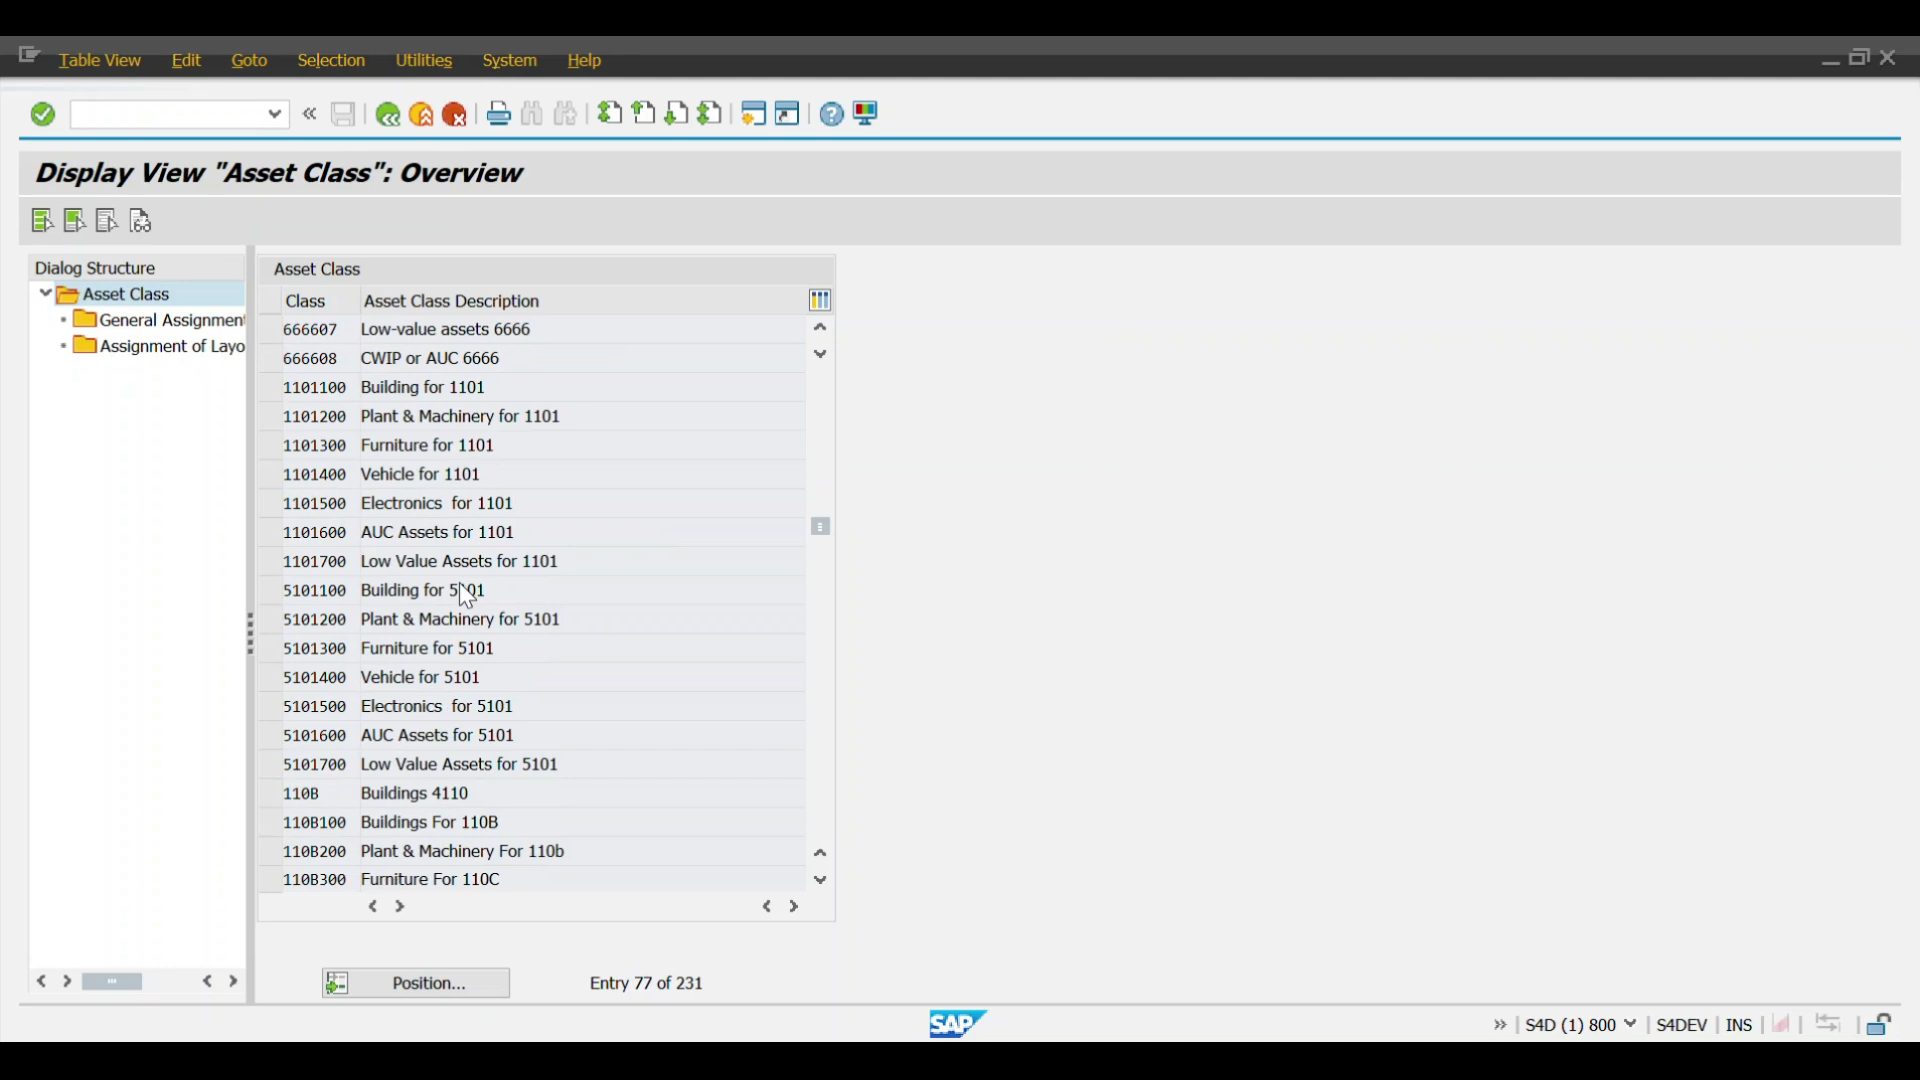 Table View Edit Goto Selection Utilities System Help
Display View "Asset Class": Overview
Dialog Structure
Asset Class
General Assignment
Assignment of Layo
Asset Class
Class Asset Class Description
666607 Low-value assets 6666
666608 CWIP or AUC 6666
1101100 Building for 1101
1101200 Plant & Machinery for 1101
1101300 Furniture for 1101
1101400 Vehicle for 1101
1101500 Electronics for 1101
1101600 AUC Assets for 1101
1101700 Low Value Assets for 1101
5101100 Building for 5101
5101200 Plant & Machinery for 5101
5101300 Furniture for 5101
5101400 Vehicle for 5101
5101500 Electronics for 5101
5101600 AUC Assets for 5101
5101700 Low Value Assets for 5101
110B Buildings 4110
110B100 Buildings For 110B
110B200 Plant & Machinery For 110b
110B300 Furniture For 110C
Position... Entry 77 of 231
SAP S4D (1) 800 S4DEV INS